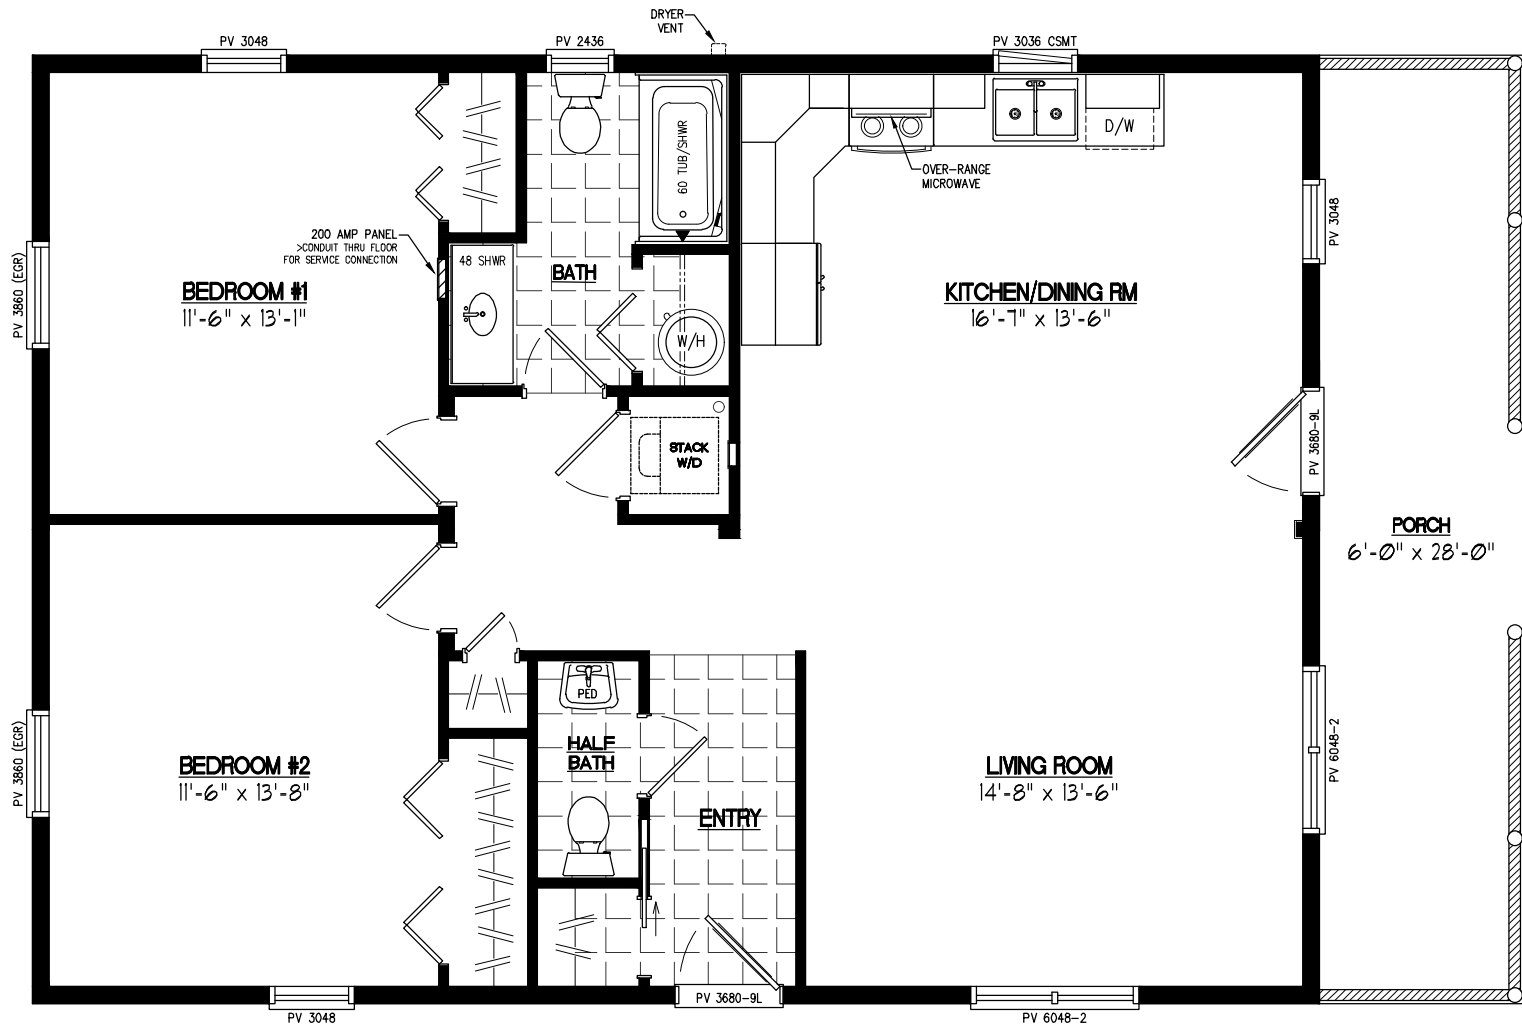 DRYER
VENT
PV 3048
PV 2436
PV 3036 CSMT
60 TUB/SHWR
D/W
OVER-RANGE
MICROWAVE
PV 3048
200 AMP PANEL
>CONDUIT THRU FLOOR
FOR SERVICE CONNECTION
48 SHWR
BATH
PV 3860 (EGR)
BEDROOM #1
11'-6" x 13'-1"
KITCHEN/DINING RM
16'-7" x 13'-6"
W/H
STACK
W/D
PV 3680-9L
PORCH
6'-0" x 28'-0"
PED
HALF
BATH
PV 3860 (EGR)
BEDROOM #2
11'-6" x 13'-8"
ENTRY
LIVING ROOM
14'-8" x 13'-6"
PV 6048-2
PV 3048
PV 3680-9L
PV 6048-2